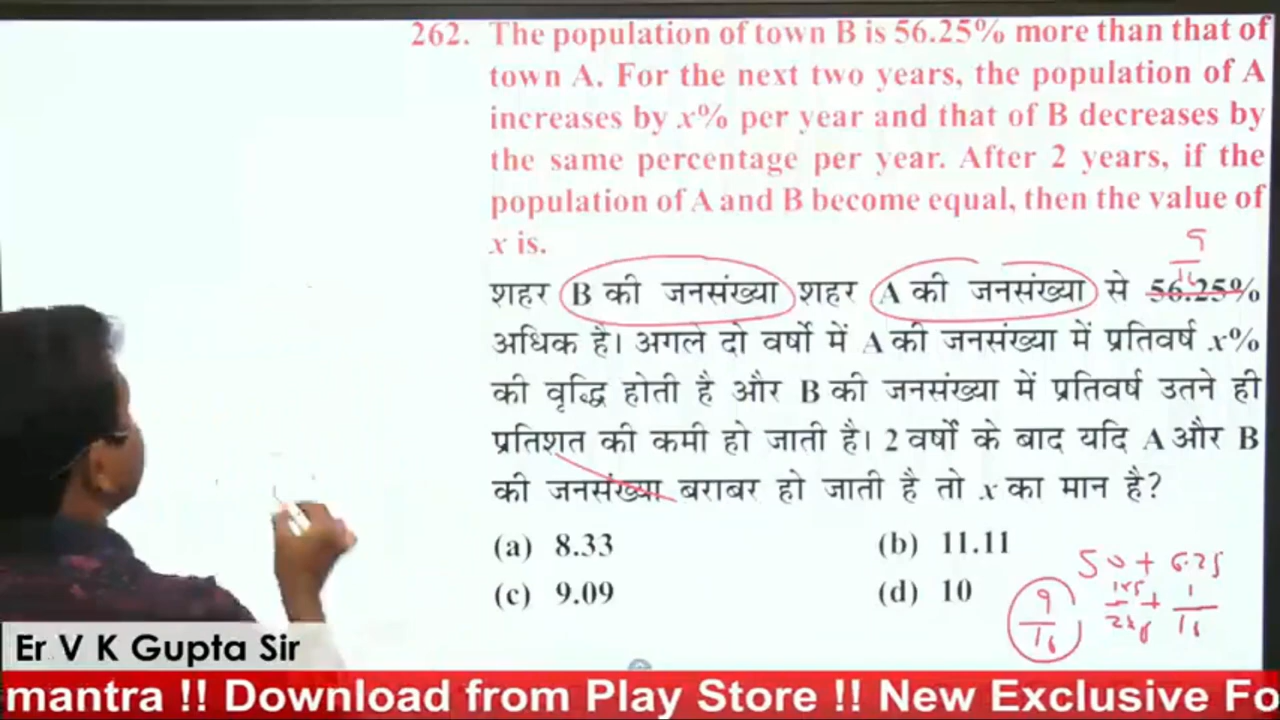 262. The population of town B is 56.25% more than that of
town A. For the next two years, the population of A
increases by x% per year and that of B decreases by
the same percentage per year. After 2 years, if the
population of A and B become equal, then the value of
x is.
9
16
शहर B की जनसंख्या शहर A की जनसंख्या से 56.25%
अधिक है। अगले दो वर्षो में A की जनसंख्या में प्रतिवर्ष x%
की वृद्धि होती है और B की जनसंख्या में प्रतिवर्ष उतने ही
प्रतिशत की कमी हो जाती है। 2 वर्षों के बाद यदि A और B
की जनसंख्या बराबर हो जाती है तो x का मान है?
(a) 8.33 (b) 11.11
50 + 6.25
(c) 9.09 (d) 10
9/16 + 1/16
Er V K Gupta Sir
mantra !! Download from Play Store !! New Exclusive Fo